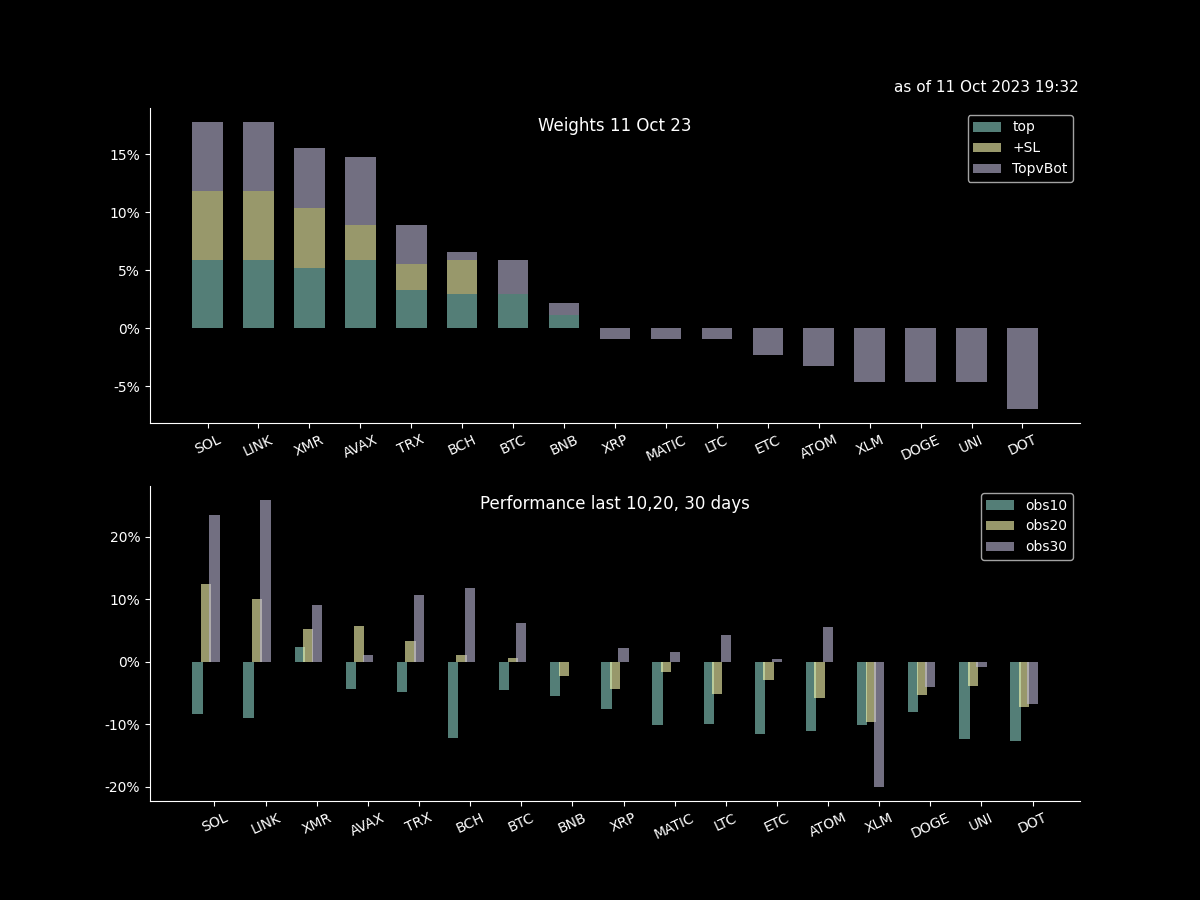 as of 11 Oct 2023 19:32
Weights 11 Oct 23
top
+SL
TopvBot
15%
10%
5%
0%
-5%
SOL LINK XMR AVAX TRX BCH BTC BNB XRP MATIC LTC ETC ATOM XLM DOGE UNI DOT
Performance last 10,20, 30 days
obs10
obs20
obs30
20%
10%
0%
-10%
-20%
SOL LINK XMR AVAX TRX BCH BTC BNB XRP MATIC LTC ETC ATOM XLM DOGE UNI DOT